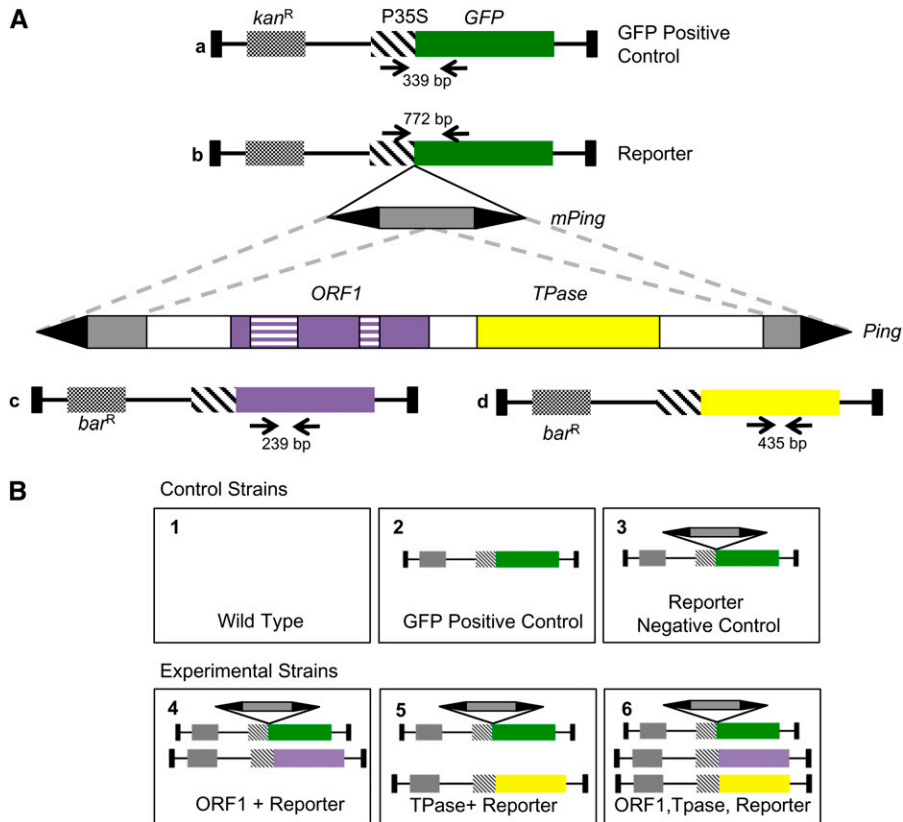 A
kanᴿ P35S GFP
a
GFP Positive
Control
339 bp
772 bp
b
Reporter
mPing
ORF1 TPase
Ping
c
barᴿ
239 bp
d
barᴿ
435 bp
B
Control Strains
1
Wild Type
2
GFP Positive Control
3
Reporter
Negative Control
Experimental Strains
4
ORF1 + Reporter
5
TPase+ Reporter
6
ORF1,Tpase, Reporter